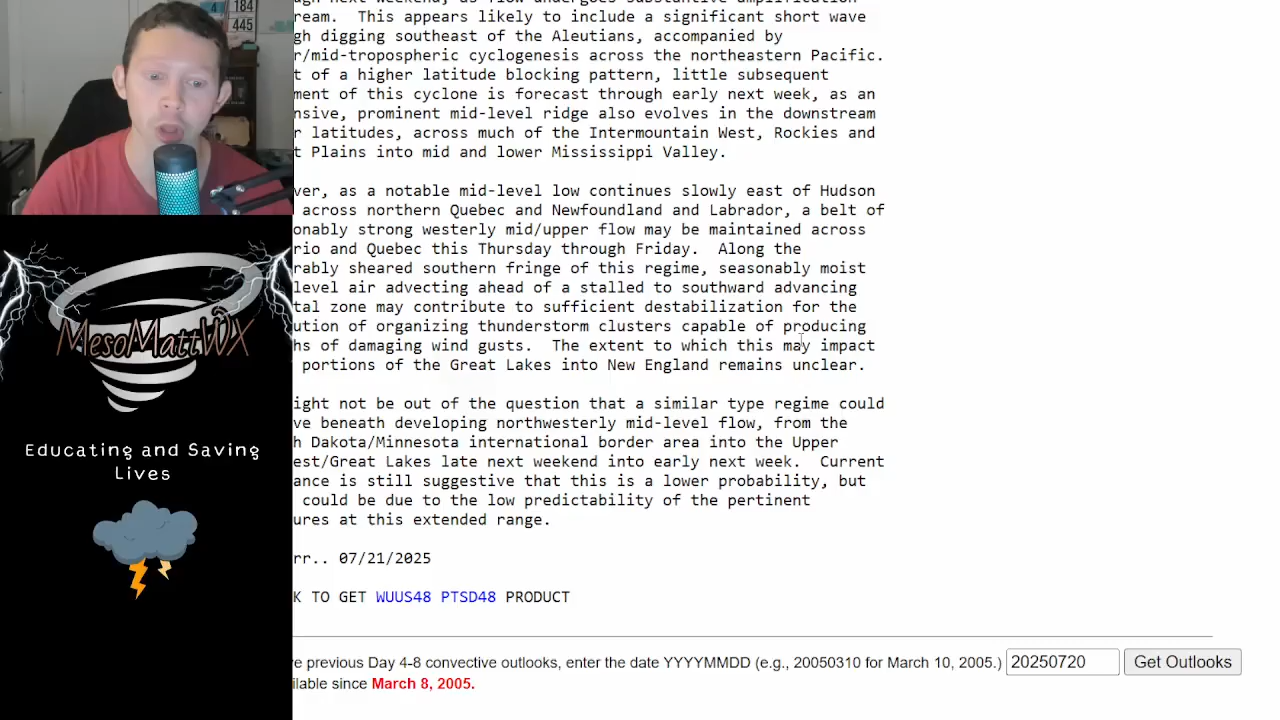 4 184
445
ugh next weekend, as flow undergoes substantive amplification
ream. This appears likely to include a significant short wave
gh digging southeast of the Aleutians, accompanied by
r/mid-tropospheric cyclogenesis across the northeastern Pacific.
t of a higher latitude blocking pattern, little subsequent
ment of this cyclone is forecast through early next week, as an
nsive, prominent mid-level ridge also evolves in the downstream
r latitudes, across much of the Intermountain West, Rockies and
t Plains into mid and lower Mississippi Valley.
ver, as a notable mid-level low continues slowly east of Hudson
across northern Quebec and Newfoundland and Labrador, a belt of
onably strong westerly mid/upper flow may be maintained across
rio and Quebec this Thursday through Friday. Along the
rably sheared southern fringe of this regime, seasonably moist
level air advecting ahead of a stalled to southward advancing
tal zone may contribute to sufficient destabilization for the
ution of organizing thunderstorm clusters capable of producing
hs of damaging wind gusts. The extent to which this may impact
portions of the Great Lakes into New England remains unclear.
ight not be out of the question that a similar type regime could
ve beneath developing northwesterly mid-level flow, from the
h Dakota/Minnesota international border area into the Upper
est/Great Lakes late next weekend into early next week. Current
ance is still suggestive that this is a lower probability, but
could be due to the low predictability of the pertinent
ures at this extended range.
rr.. 07/21/2025
K TO GET WUUS48 PTSD48 PRODUCT
ve previous Day 4-8 convective outlooks, enter the date YYYYMMDD (e.g., 20050310 for March 10, 2005.) 20250720 Get Outlooks
ilable since March 8, 2005.
MesoMattWX
Educating and Saving
Lives